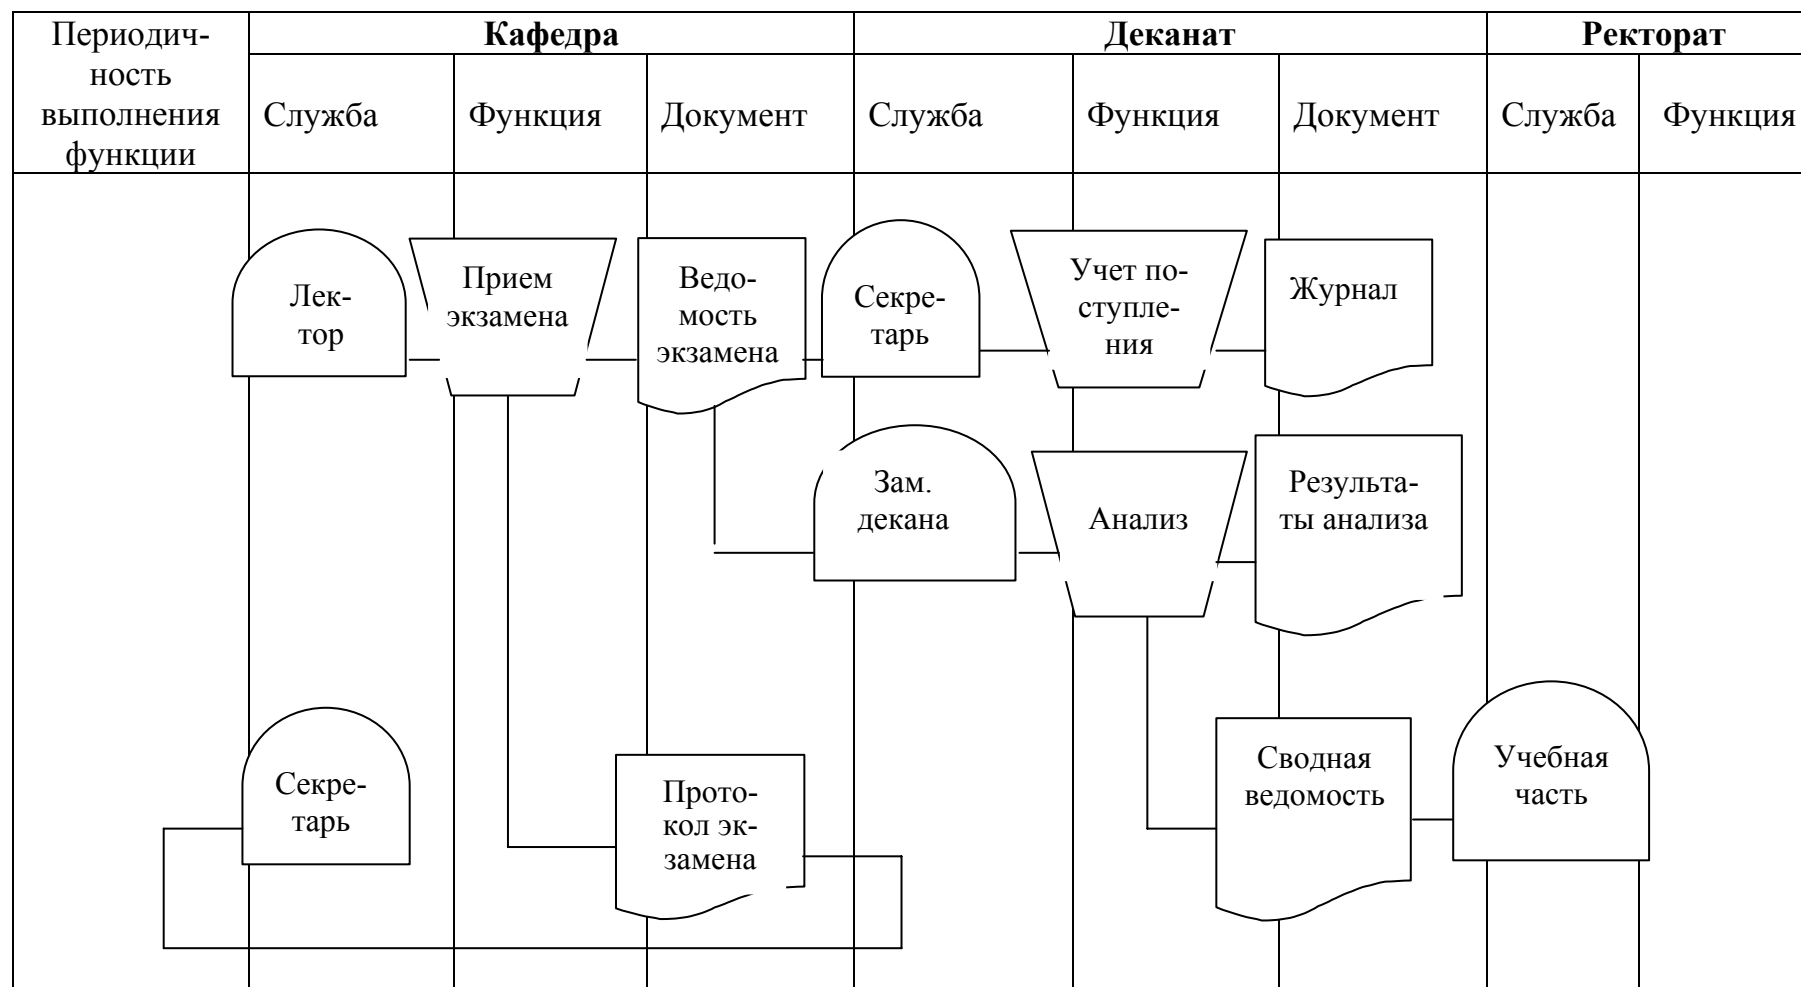 Периодич-
ность
выполнения
функции
Кафедра
Деканат
Ректорат
Служба
Функция
Документ
Служба
Функция
Документ
Служба
Функция
Лек-
тор
Прием
экзамена
Ведо-
мость
экзамена
Секре-
тарь
Учет по-
ступле-
ния
Журнал
Зам.
декана
Анализ
Результа-
ты анализа
Секре-
тарь
Прото-
кол эк-
замена
Сводная
ведомость
Учебная
часть